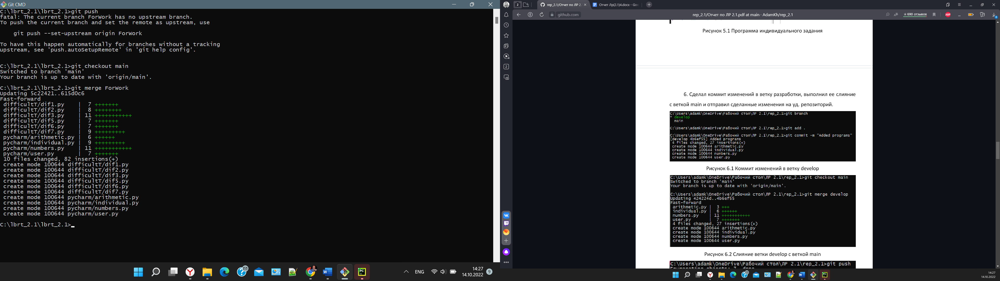 Git CMD
C:\lbrt_2.1\lbrt_2.1>git push
fatal: The current branch ForWork has no upstream branch.
To push the current branch and set the remote as upstream, use
git push --set-upstream origin ForWork
To have this happen automatically for branches without a tracking
upstream, see 'push.autoSetupRemote' in 'git help config'.
C:\lbrt_2.1\lbrt_2.1>git checkout main
Switched to branch 'main'
Your branch is up to date with 'origin/main'.
C:\lbrt_2.1\lbrt_2.1>git merge ForWork
Updating 5c22421..615d0c6
Fast-forward
difficultT/dif1.py | 7 +++++++
difficultT/dif2.py | 8 ++++++++
difficultT/dif3.py | 11 +++++++++++
difficultT/dif5.py | 7 +++++++
difficultT/dif6.py | 7 +++++++
difficultT/dif7.py | 9 +++++++++
pycharm/arithmetic.py | 6 ++++++
pycharm/individual.py | 9 +++++++++
pycharm/numbers.py | 11 +++++++++++
pycharm/user.py | 7 +++++++
10 files changed, 82 insertions(+)
create mode 100644 difficultT/dif1.py
create mode 100644 difficultT/dif2.py
create mode 100644 difficultT/dif3.py
create mode 100644 difficultT/dif5.py
create mode 100644 difficultT/dif6.py
create mode 100644 difficultT/dif7.py
create mode 100644 pycharm/arithmetic.py
create mode 100644 pycharm/individual.py
create mode 100644 pycharm/numbers.py
create mode 100644 pycharm/user.py
C:\lbrt_2.1\lbrt_2.1>
ENG
14:27
14.10.2022
9
2
rep_2.1/Отчет по ЛР 2.
Отчет Лр(2.1)4.docx - Goo
github.com
rep_2.1/Отчет по ЛР 2.1.pdf at main · AdamKh/rep_2.1
★ 690 отзывов
ABP
8
2
Рисунок 5.1 Программа индивидуального задания
6. Сделал коммит изменений в ветку разработки, выполнил ее слияние
с веткой main и отправил сделанные изменения на уд. репозиторий.
C:\Users\adamk\OneDrive\Рабочий стол\ЛР 2.1\rep_2.1>git branch
* develop
main
C:\Users\adamk\OneDrive\Рабочий стол\ЛР 2.1\rep_2.1>git add .
C:\Users\adamk\OneDrive\Рабочий стол\ЛР 2.1\rep_2.1>git commit -m "Added programs"
[develop 4b6ef55] Added programs
4 files changed, 27 insertions(+)
create mode 100644 arithmetic.py
create mode 100644 individual.py
create mode 100644 numbers.py
create mode 100644 user.py
Рисунок 6.1 Коммит изменений в ветку develop
C:\Users\adamk\OneDrive\Рабочий стол\ЛР 2.1\rep_2.1>git checkout main
Switched to branch 'main'
Your branch is up to date with 'origin/main'.
C:\Users\adamk\OneDrive\Рабочий стол\ЛР 2.1\rep_2.1>git merge develop
Updating 424224d..4b6ef55
Fast-forward
arithmetic.py | 3 +++
individual.py | 6 ++++++
numbers.py | 11 +++++++++++
user.py | 7 +++++++
4 files changed, 27 insertions(+)
create mode 100644 arithmetic.py
create mode 100644 individual.py
create mode 100644 numbers.py
create mode 100644 user.py
Рисунок 6.2 Слияние ветки develop с веткой main
C:\Users\adamk\OneDrive\Рабочий стол\ЛР 2.1\rep_2.1>git push
14:27
14.10.2022